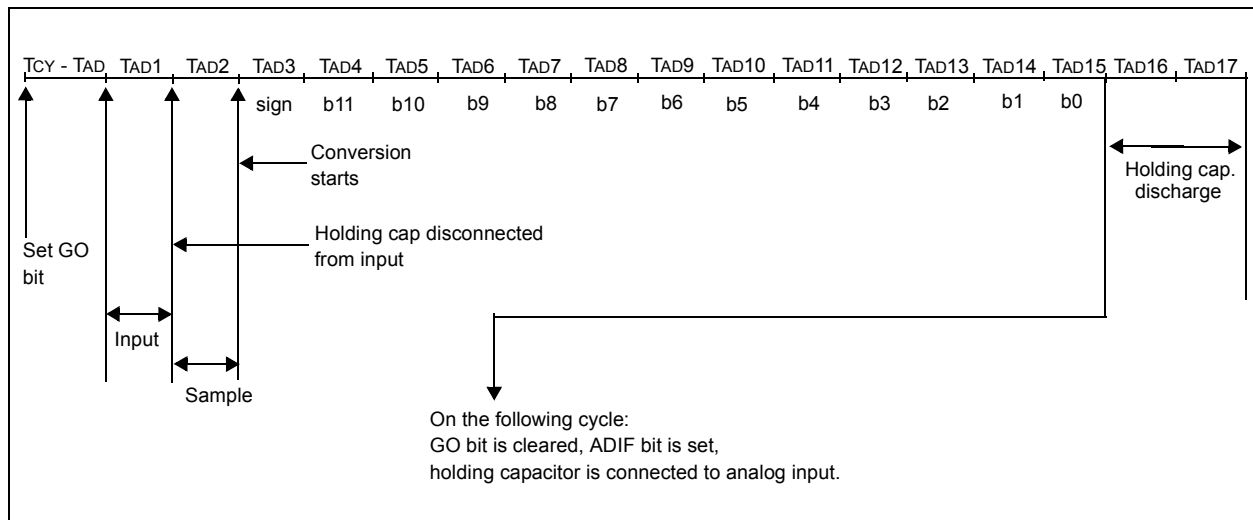 TCY - TAD TAD1 TAD2 TAD3 TAD4 TAD5 TAD6 TAD7 TAD8 TAD9 TAD10 TAD11 TAD12 TAD13 TAD14 TAD15 TAD16 TAD17
sign b11 b10 b9 b8 b7 b6 b5 b4 b3 b2 b1 b0
Conversion
starts
Holding cap.
discharge
Set GO
bit
Holding cap disconnected
from input
Input
Sample
On the following cycle:
GO bit is cleared, ADIF bit is set,
holding capacitor is connected to analog input.